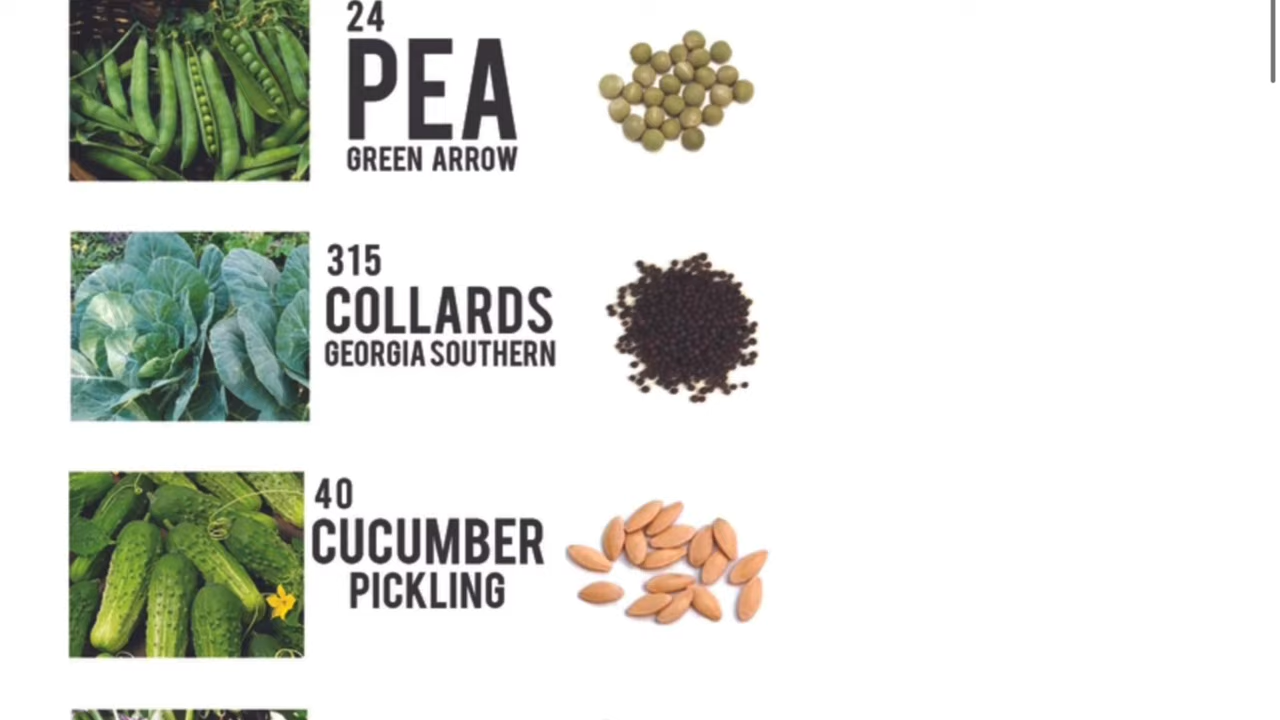 24
PEA
GREEN ARROW
315
COLLARDS
GEORGIA SOUTHERN
40
CUCUMBER
PICKLING